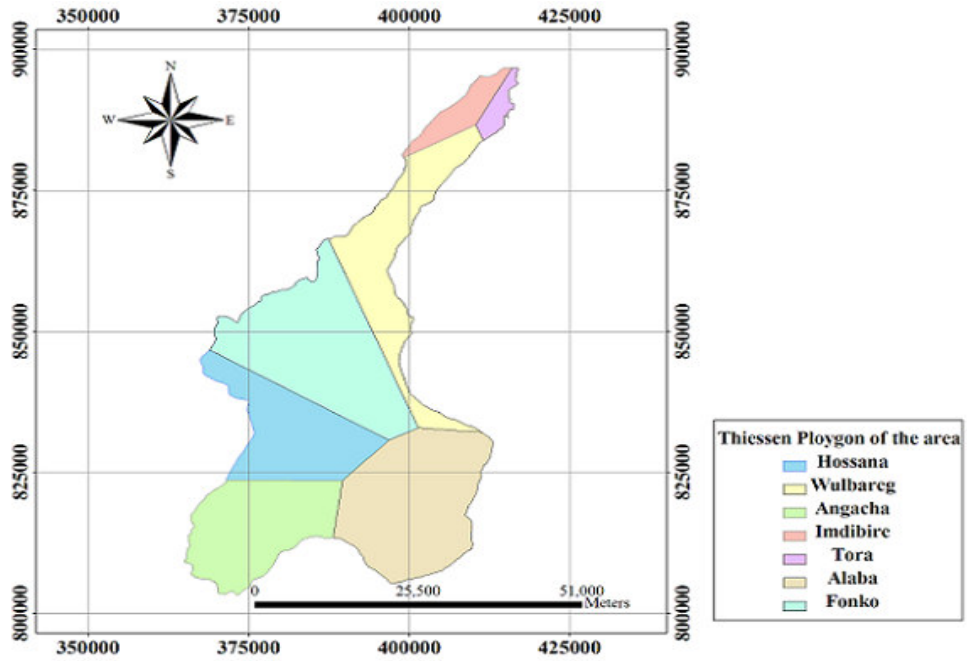 350000 375000 400000 425000
900000 900000
N
W E
S
875000 875000
850000 850000
825000 825000
800000 800000
Thiessen Ploygon of the area
Hossana
Wulbareg
Angacha
Imdibire
Tora
Alaba
Fonko
0 25,500 51,000
Meters
350000 375000 400000 425000